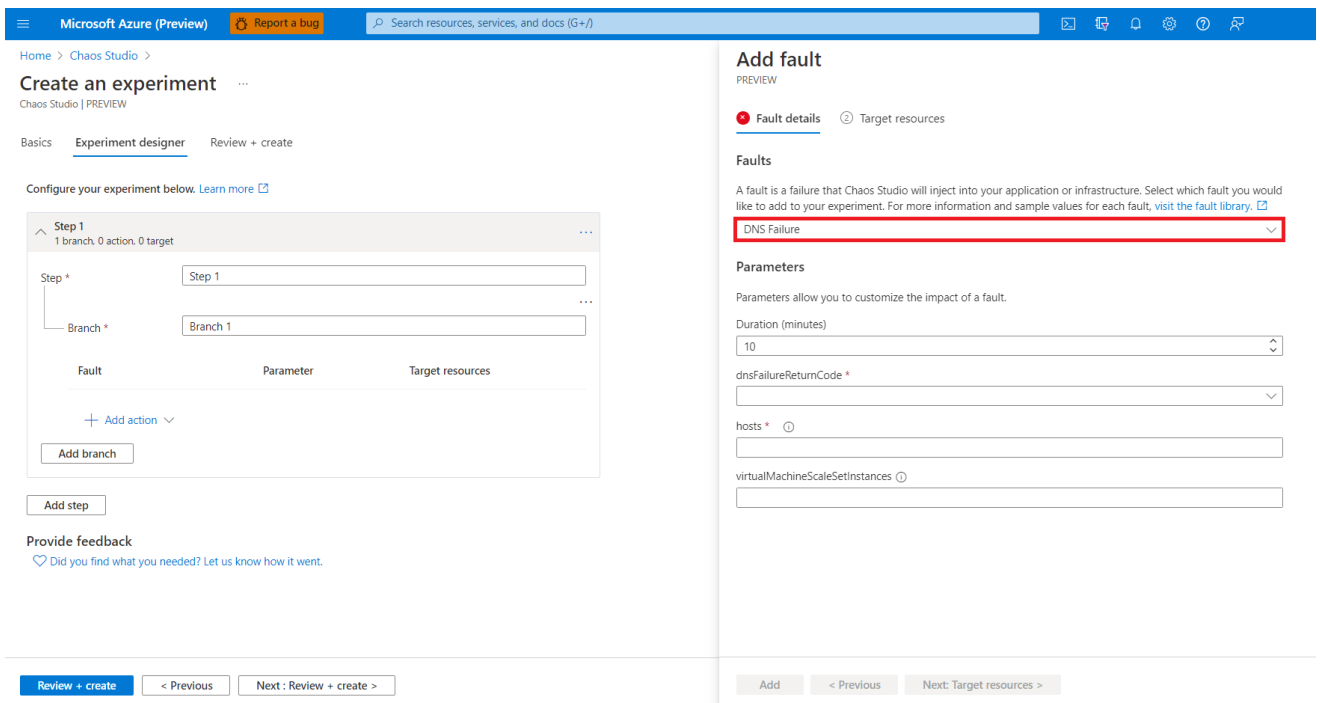 Microsoft Azure (Preview)
Report a bug
Search resources, services, and docs (G+/)
Home > Chaos Studio >
Create an experiment ...
Chaos Studio | PREVIEW
Basics Experiment designer Review + create
Configure your experiment below. Learn more
Step 1
1 branch, 0 action, 0 target
...
Step * Step 1
...
Branch * Branch 1
Fault Parameter Target resources
+ Add action
Add branch
Add step
Provide feedback
Did you find what you needed? Let us know how it went.
Review + create < Previous Next : Review + create >
Add fault
PREVIEW
Fault details 2 Target resources
Faults
A fault is a failure that Chaos Studio will inject into your application or infrastructure. Select which fault you would
like to add to your experiment. For more information and sample values for each fault, visit the fault library.
DNS Failure
Parameters
Parameters allow you to customize the impact of a fault.
Duration (minutes)
10
dnsFailureReturnCode *
hosts *
virtualMachineScaleSetInstances
Add < Previous Next: Target resources >